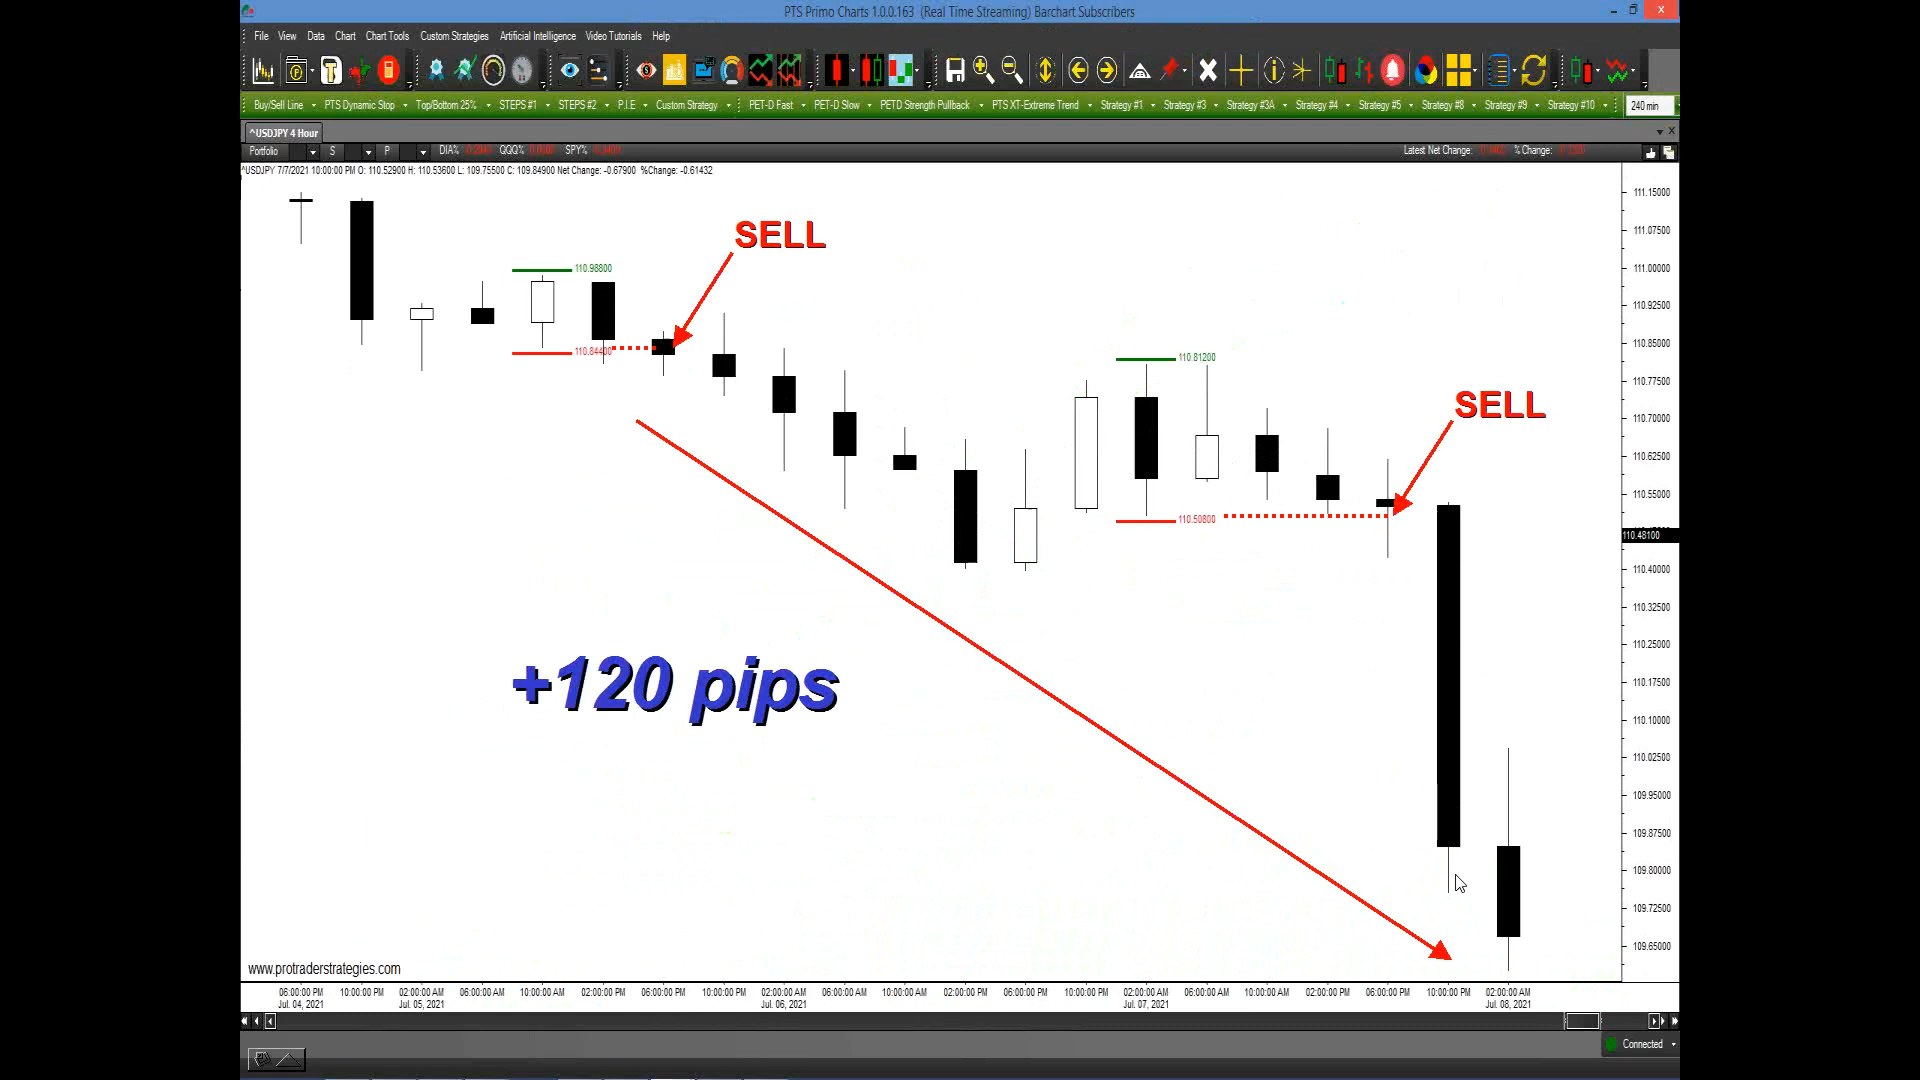 PTS Primo Charts 1.0.0.163 (Real Time Streaming) Barchart Subscribers
File View Data Chart Chart Tools Custom Strategies Artificial Intelligence Video Tutorials Help
Buy/Sell Line PTS Dynamic Stop Top/Bottom 25% STEPS #1 STEPS #2 P.I.E. Custom Strategy PET-D Fast PET-D Slow PETD Strength Pullback PTS XT-Extreme Trend Strategy #1 Strategy #3 Strategy #3A Strategy #4 Strategy #5 Strategy #8 Strategy #9 Strategy #10 240 min
^USDJPY 4 Hour
Portfolio S P DIA% QQQ% SPY% Latest Net Change: % Change:
^USDJPY 7/7/2021 10:00:00 PM O: 110.52900 H: 110.53600 L: 109.75500 C: 109.84900 Net Change: -0.67900 %Change: -0.61432
111.15000
SELL
111.07500
110.98800
111.00000
110.92500
110.84400
110.85000
110.81200
110.77500
SELL
110.70000
110.62500
110.55000
110.50800
110.48100
110.40000
110.32500
110.25000
+120 pips
110.17500
110.10000
110.02500
109.95000
109.87500
109.80000
109.72500
109.65000
www.protraderstrategies.com
06:00:00 PM 10:00:00 PM 02:00:00 AM 06:00:00 AM 10:00:00 AM 02:00:00 PM 06:00:00 PM 10:00:00 PM 02:00:00 AM 06:00:00 AM 10:00:00 AM 02:00:00 PM 06:00:00 PM 10:00:00 PM 02:00:00 AM 06:00:00 AM 10:00:00 AM 02:00:00 PM 06:00:00 PM 10:00:00 PM 02:00:00 AM
Jul. 04, 2021 Jul. 05, 2021 Jul. 06, 2021 Jul. 07, 2021 Jul. 08, 2021
Connected